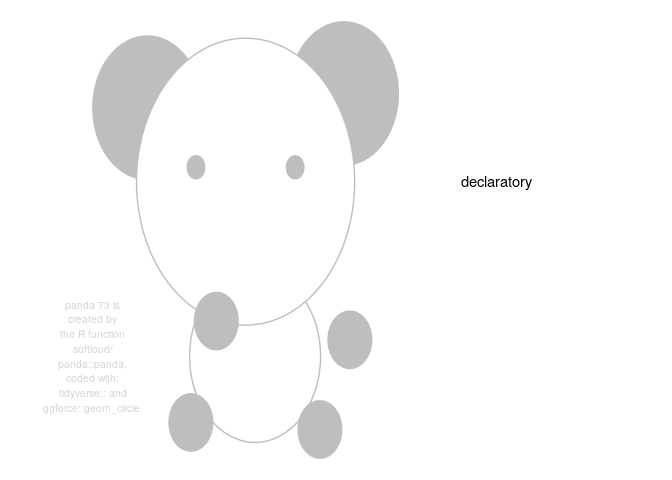 declaratory
panda 73 is
created by
the R function
softloud/
panda::panda,
coded with:
tidyverse:: and
ggforce::geom_circle.